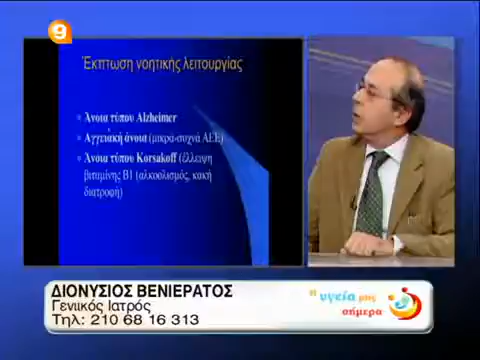 9
Έκπτωση νοητικής λειτουργίας
Άνοια τύπου Alzheimer
Αγγειακή άνοια (μικρά-συχνά ΑΕΕ)
Άνοια τύπου Korsakoff (έλλειψη
βιταμίνης Β1 (αλκοολισμός, κακή
διατροφή)
ΔΙΟΝΥΣΙΟΣ ΒΕΝΙΕΡΑΤΟΣ
Γενιικός Ιατρός
Τηλ: 210 68 16 313
η υγεία μας
σήμερα